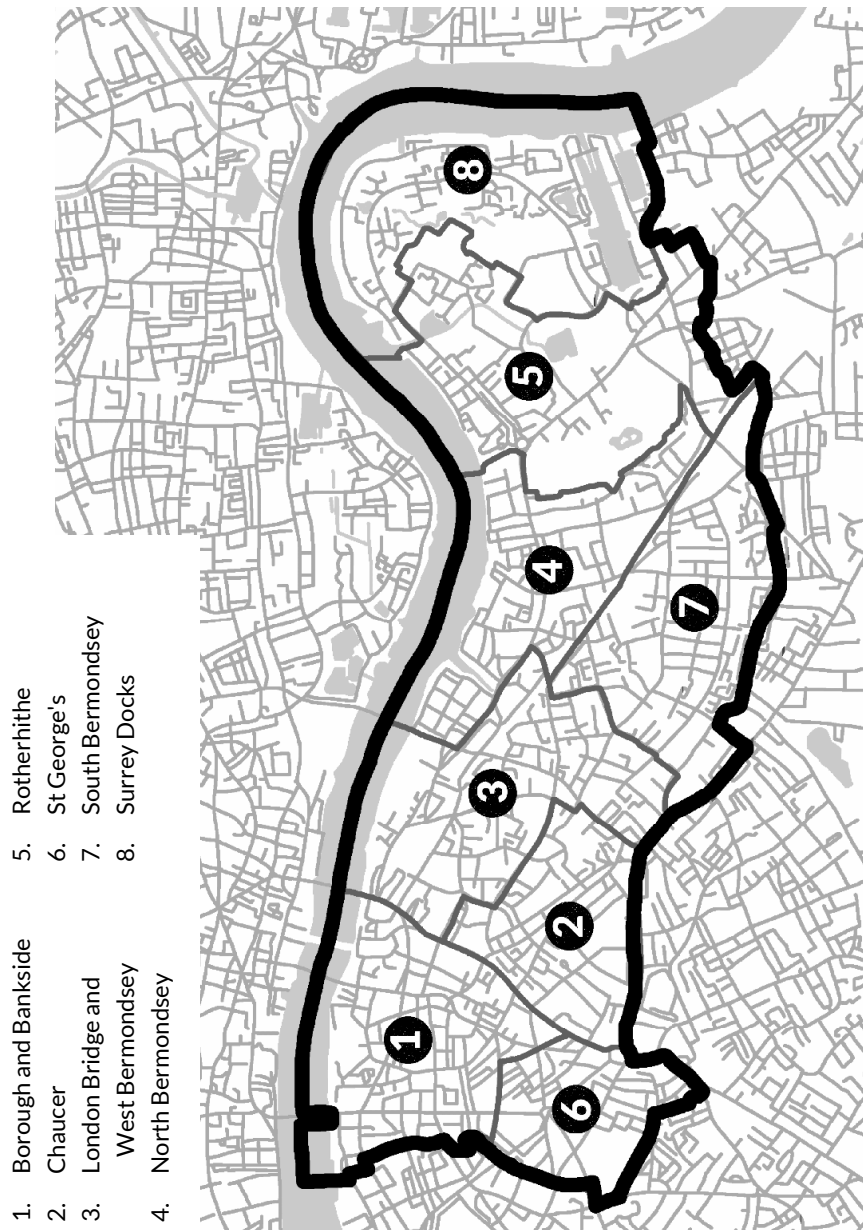 1. Borough and Bankside
2. Chaucer
3. London Bridge and
West Bermondsey
4. North Bermondsey
5. Rotherhithe
6. St George's
7. South Bermondsey
8. Surrey Docks
1
2
3
4
5
6
7
8